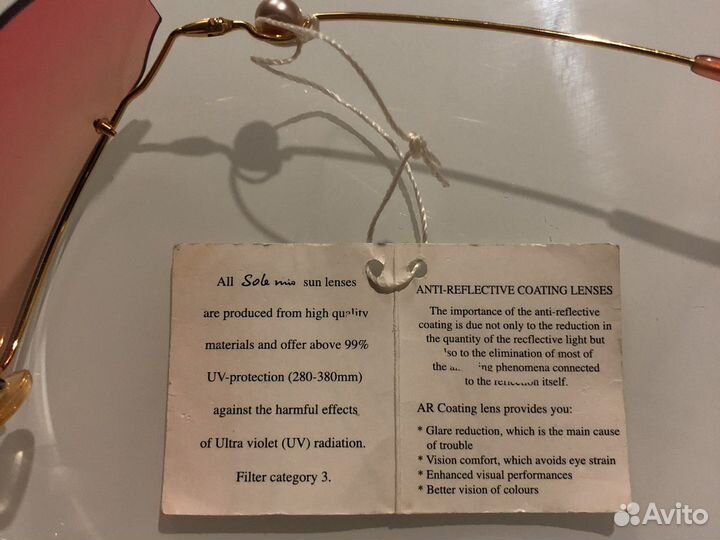 All Sole mio sun lenses
are produced from high quality
materials and offer above 99%
UV-protection (280-380mm)
against the harmful effects
of Ultra violet (UV) radiation.
Filter category 3.
ANTI-REFLECTIVE COATING LENSES
The importance of the anti-reflective
coating is due not only to the reduction in
the quantity of the recflective light but
to the elimination of most of
the phenomena connected
to the reflection itself.
AR Coating lens provides you:
* Glare reduction, which is the main cause
of trouble
* Vision comfort, which avoids eye strain
* Enhanced visual performances
* Better vision of colours
Avito